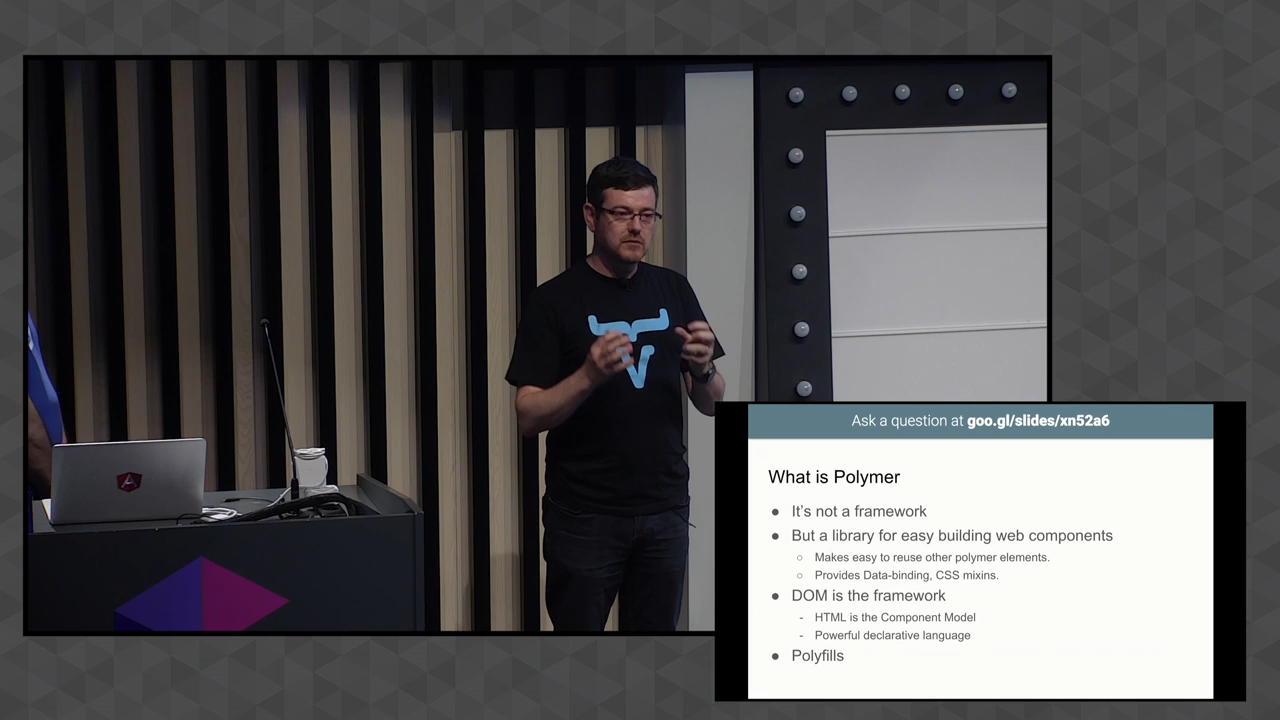 Ask a question at goo.gl/slides/xn52a6
What is Polymer
● It's not a framework
● But a library for easy building web components
○ Makes easy to reuse other polymer elements.
○ Provides Data-binding, CSS mixins.
● DOM is the framework
- HTML is the Component Model
- Powerful declarative language
● Polyfills